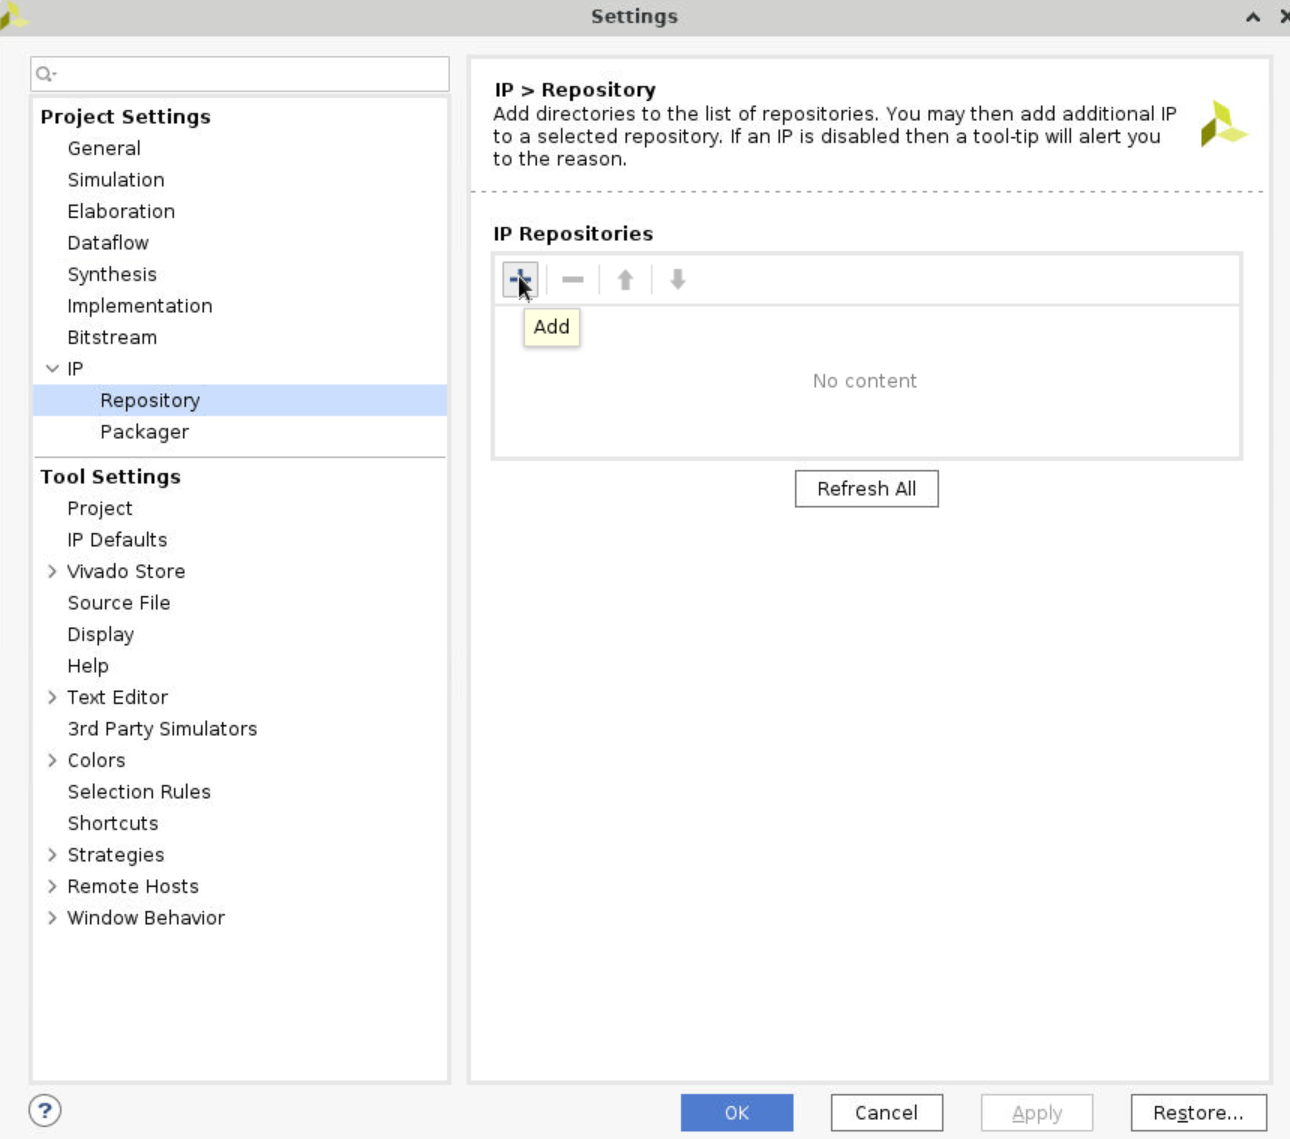 Settings
Project Settings
General
Simulation
Elaboration
Dataflow
Synthesis
Implementation
Bitstream
IP
Repository
Packager
Tool Settings
Project
IP Defaults
Vivado Store
Source File
Display
Help
Text Editor
3rd Party Simulators
Colors
Selection Rules
Shortcuts
Strategies
Remote Hosts
Window Behavior
IP > Repository
Add directories to the list of repositories. You may then add additional IP
to a selected repository. If an IP is disabled then a tool-tip will alert you
to the reason.
IP Repositories
Add
No content
Refresh All
?
OK
Cancel
Apply
Restore...